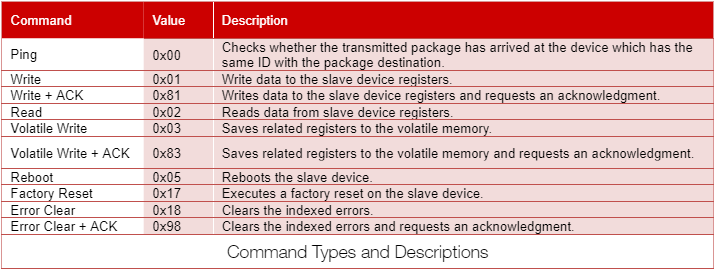 Command Value Description
Ping 0x00 Checks whether the transmitted package has arrived at the device which has the
same ID with the package destination.
Write 0x01 Write data to the slave device registers.
Write + ACK 0x81 Writes data to the slave device registers and requests an acknowledgment.
Read 0x02 Reads data from slave device registers.
Volatile Write 0x03 Saves related registers to the volatile memory.
Volatile Write + ACK 0x83 Saves related registers to the volatile memory and requests an acknowledgment.
Reboot 0x05 Reboots the slave device.
Factory Reset 0x17 Executes a factory reset on the slave device.
Error Clear 0x18 Clears the indexed errors.
Error Clear + ACK 0x98 Clears the indexed errors and requests an acknowledgment.
Command Types and Descriptions